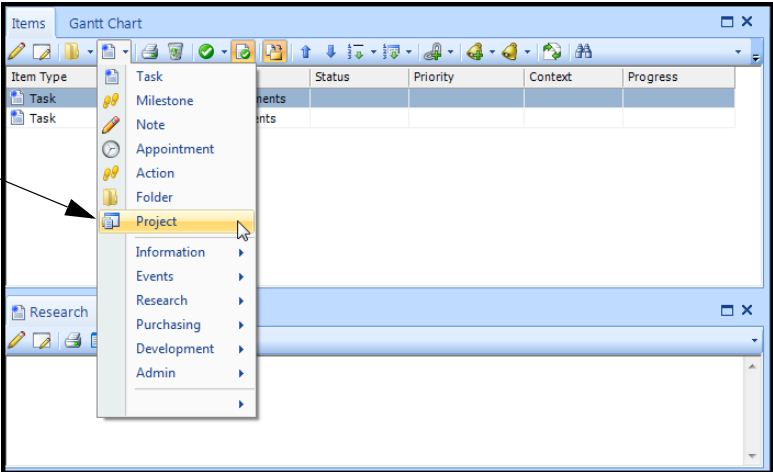 Items Gantt Chart
Item Type Status Priority Context Progress
Task ments
Task ents
Task
Milestone
Note
Appointment
Action
Folder
Project
Information
Events
Research
Purchasing
Development
Admin
Research